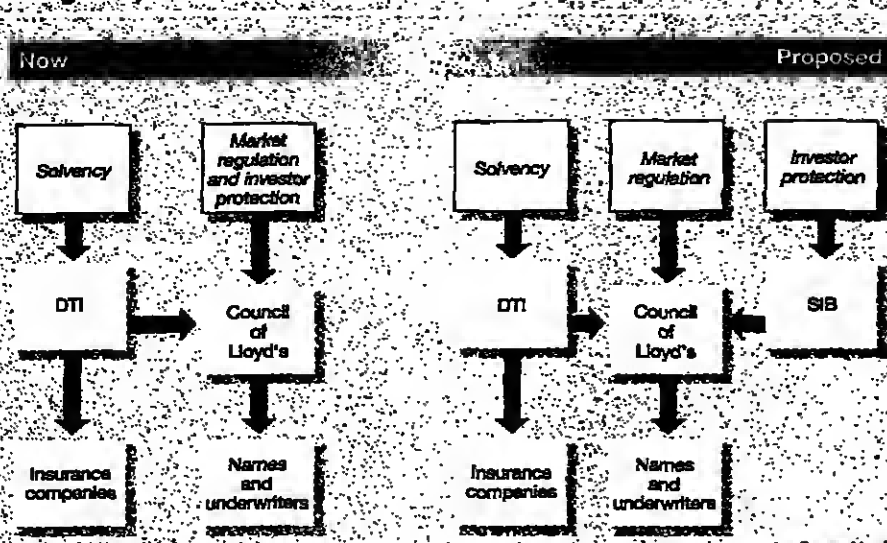 Now
Solvency
Market
regulation
and investor
protection
DTI
Council
of
Lloyd's
Insurance
companies
Names
and
underwriters
Proposed
Solvency
Market
regulation
Investor
protection
DTI
Council
of
Lloyd's
SIB
Insurance
companies
Names
and
underwriters